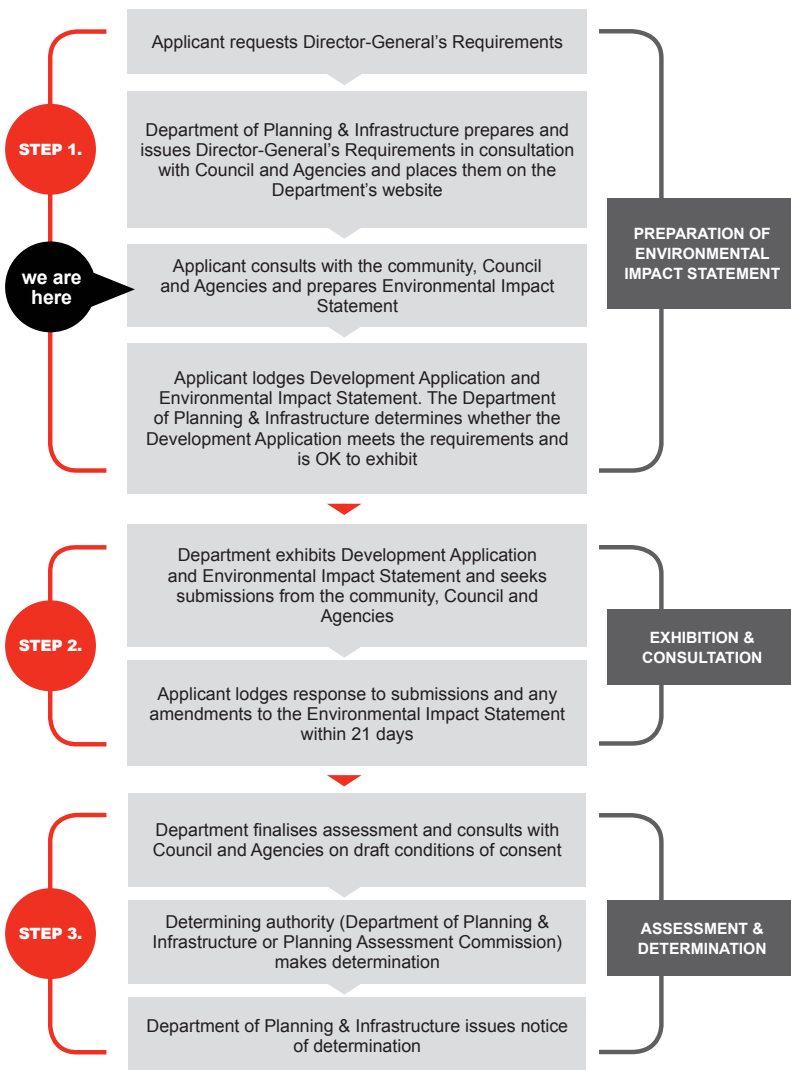 Applicant requests Director-General’s Requirements
STEP 1.
Department of Planning & Infrastructure prepares and
issues Director-General’s Requirements in consultation
with Council and Agencies and places them on the
Department’s website
PREPARATION OF
ENVIRONMENTAL
IMPACT STATEMENT
we are
here
Applicant consults with the community, Council
and Agencies and prepares Environmental Impact
Statement
Applicant lodges Development Application and
Environmental Impact Statement. The Department
of Planning & Infrastructure determines whether the
Development Application meets the requirements and
is OK to exhibit
Department exhibits Development Application
and Environmental Impact Statement and seeks
submissions from the community, Council and
Agencies
STEP 2.
EXHIBITION &
CONSULTATION
Applicant lodges response to submissions and any
amendments to the Environmental Impact Statement
within 21 days
Department finalises assessment and consults with
Council and Agencies on draft conditions of consent
STEP 3.
Determining authority (Department of Planning &
Infrastructure or Planning Assessment Commission)
makes determination
ASSESSMENT &
DETERMINATION
Department of Planning & Infrastructure issues notice
of determination